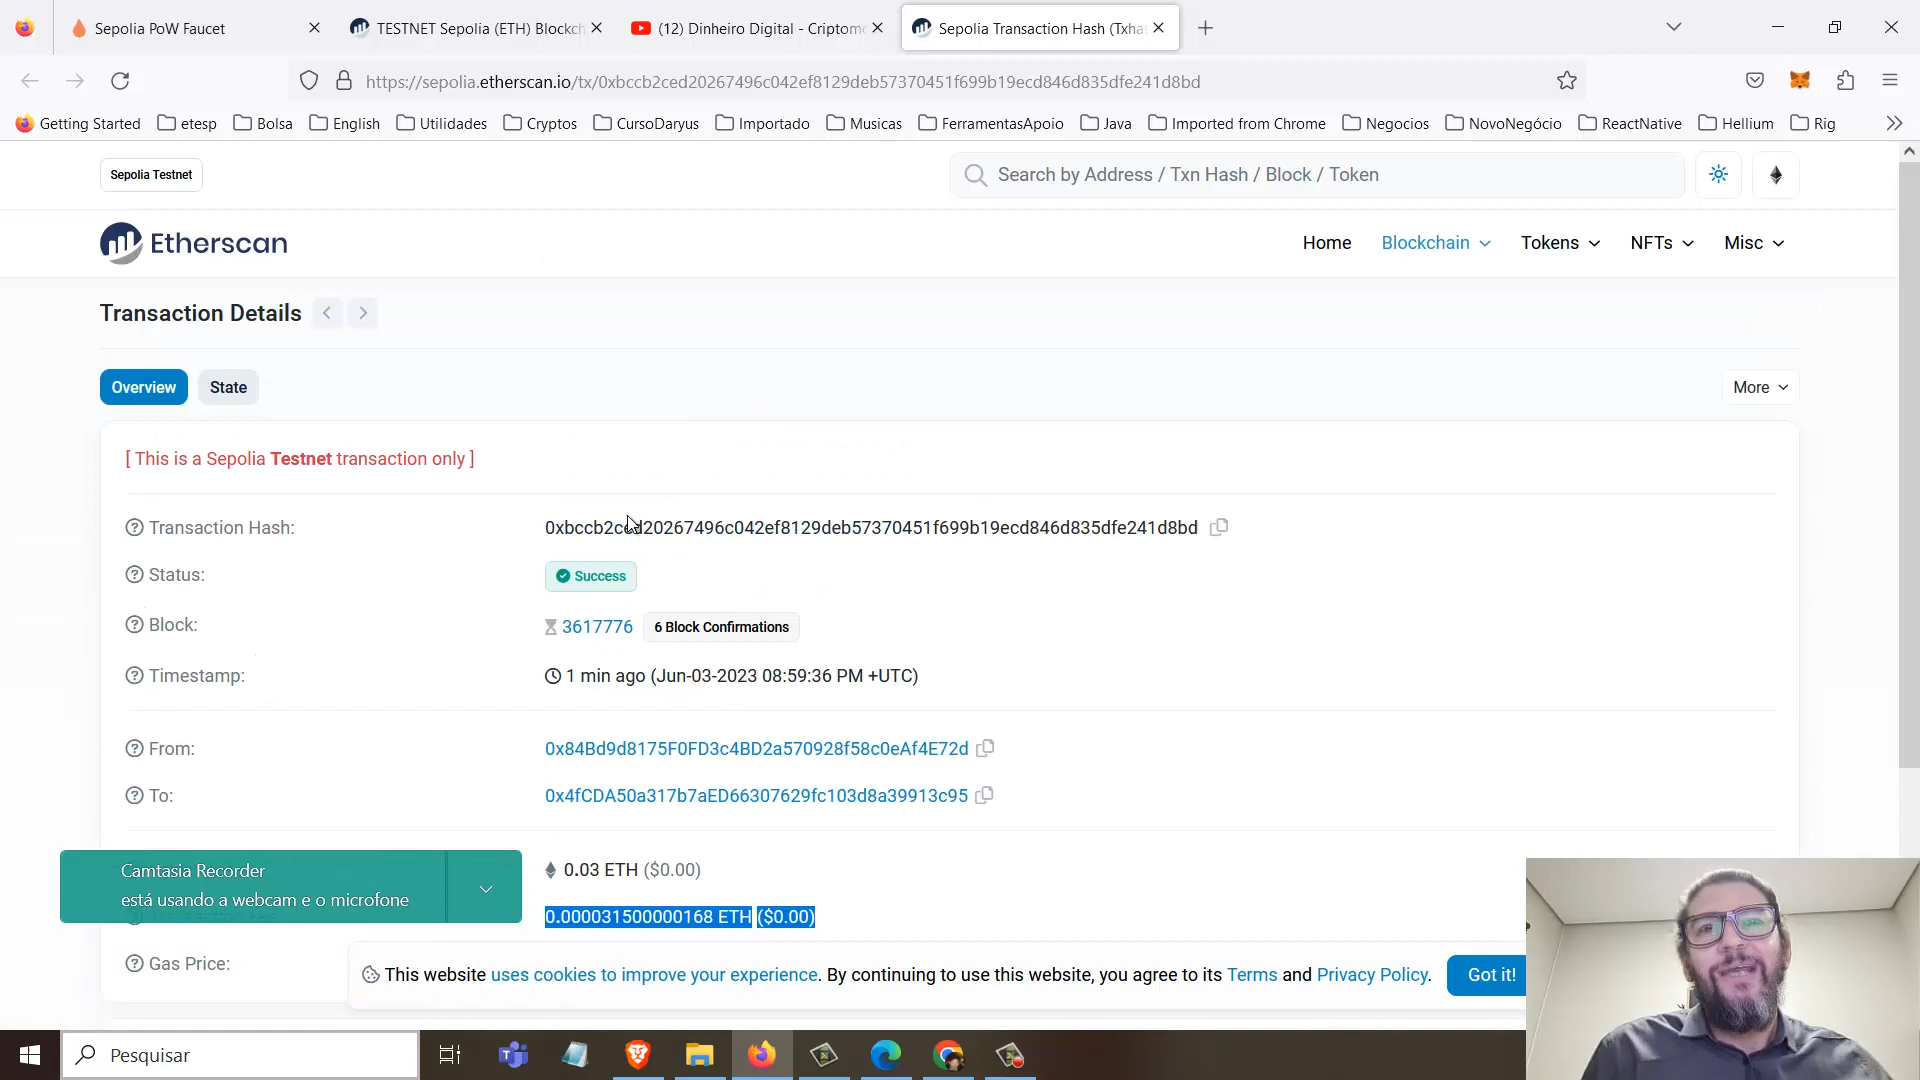 Sepolia PoW Faucet
TESTNET Sepolia (ETH) Blockch
(12) Dinheiro Digital - Criptomo
Sepolia Transaction Hash (Txhas
https://sepolia.etherscan.io/tx/0xbccb2ced20267496c042ef8129deb57370451f699b19ecd846d835dfe241d8bd
Getting Started
etesp
Bolsa
English
Utilidades
Cryptos
CursoDaryus
Importado
Musicas
FerramentasApoio
Java
Imported from Chrome
Negocios
NovoNegócio
ReactNative
Hellium
Rig
Sepolia Testnet
Search by Address / Txn Hash / Block / Token
Etherscan
Home
Blockchain
Tokens
NFTs
Misc
Transaction Details
Overview
State
More
[ This is a Sepolia Testnet transaction only ]
Transaction Hash:
0xbccb2ced20267496c042ef8129deb57370451f699b19ecd846d835dfe241d8bd
Status:
Success
Block:
3617776
6 Block Confirmations
Timestamp:
1 min ago (Jun-03-2023 08:59:36 PM +UTC)
From:
0x84Bd9d8175F0FD3c4BD2a570928f58c0eAf4E72d
To:
0x4fCDA50a317b7aED66307629fc103d8a39913c95
Camtasia Recorder
está usando a webcam e o microfone
0.03 ETH ($0.00)
0.000031500000168 ETH ($0.00)
Gas Price:
This website uses cookies to improve your experience. By continuing to use this website, you agree to its Terms and Privacy Policy.
Got it!
Pesquisar